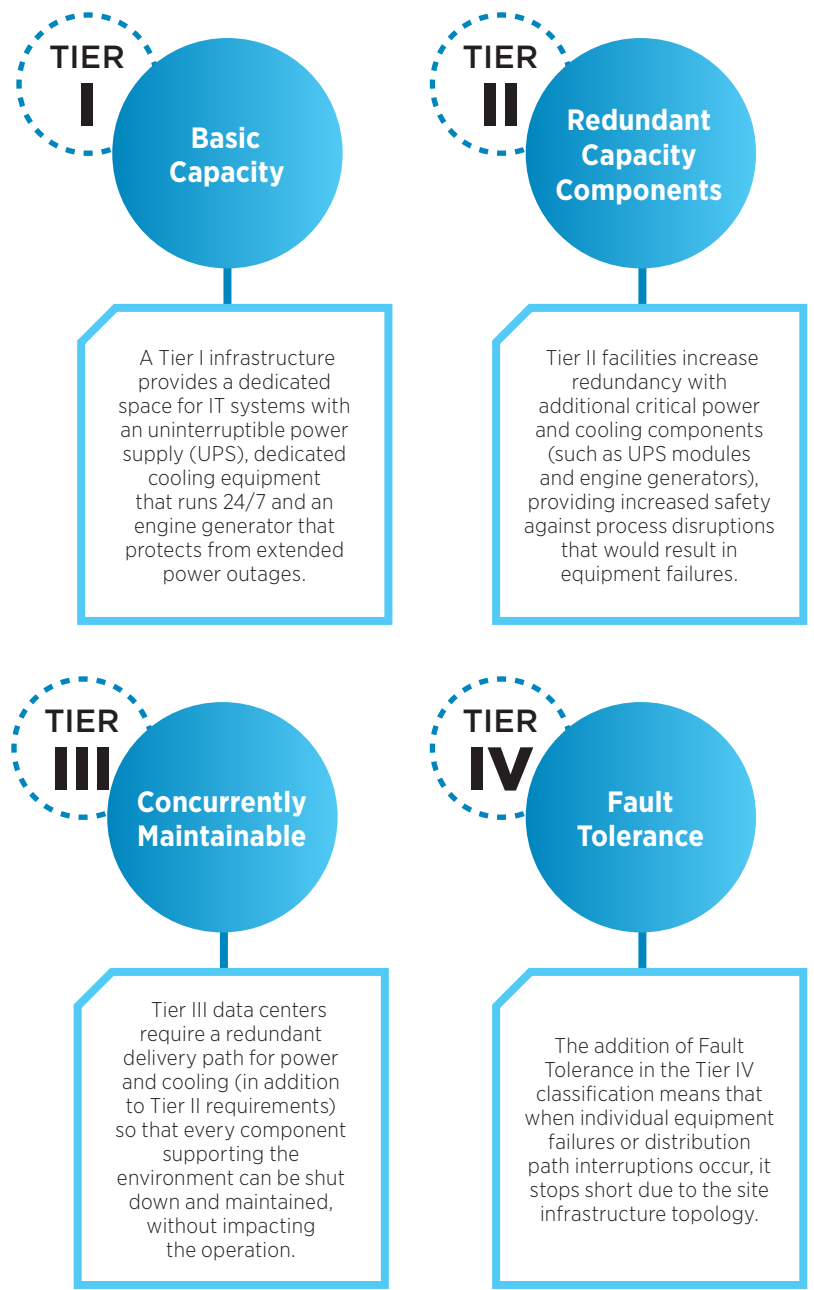 TIER
I
Basic
Capacity
A Tier I infrastructure
provides a dedicated
space for IT systems with
an uninterruptible power
supply (UPS), dedicated
cooling equipment
that runs 24/7 and an
engine generator that
protects from extended
power outages.
TIER
II
Redundant
Capacity
Components
Tier II facilities increase
redundancy with
additional critical power
and cooling components
(such as UPS modules
and engine generators),
providing increased safety
against process disruptions
that would result in
equipment failures.
TIER
III
Concurrently
Maintainable
Tier III data centers
require a redundant
delivery path for power
and cooling (in addition
to Tier II requirements)
so that every component
supporting the
environment can be shut
down and maintained,
without impacting
the operation.
TIER
IV
Fault
Tolerance
The addition of Fault
Tolerance in the Tier IV
classification means that
when individual equipment
failures or distribution
path interruptions occur, it
stops short due to the site
infrastructure topology.